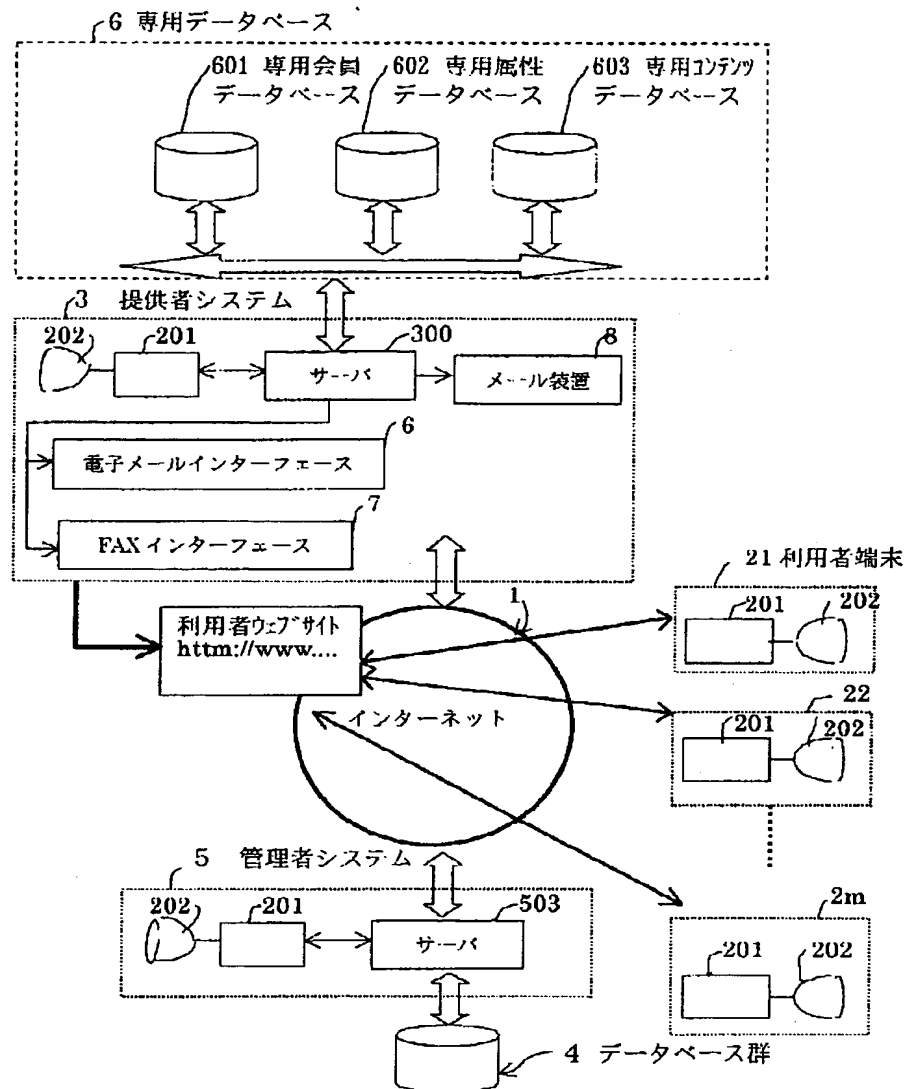 6 専用データベース
601 専用会員
データベース
602 専用属性
データベース
603 専用コンテンツ
データベース
3 提供者システム
202
201
300
サーバ
8
メール装置
6
電子メールインターフェース
7
FAXインターフェース
利用者ウェブサイト
httm://www....
1
インターネット
21 利用者端末
201
202
22
201
202
2m
201
202
5 管理者システム
202
201
503
サーバ
4 データベース群